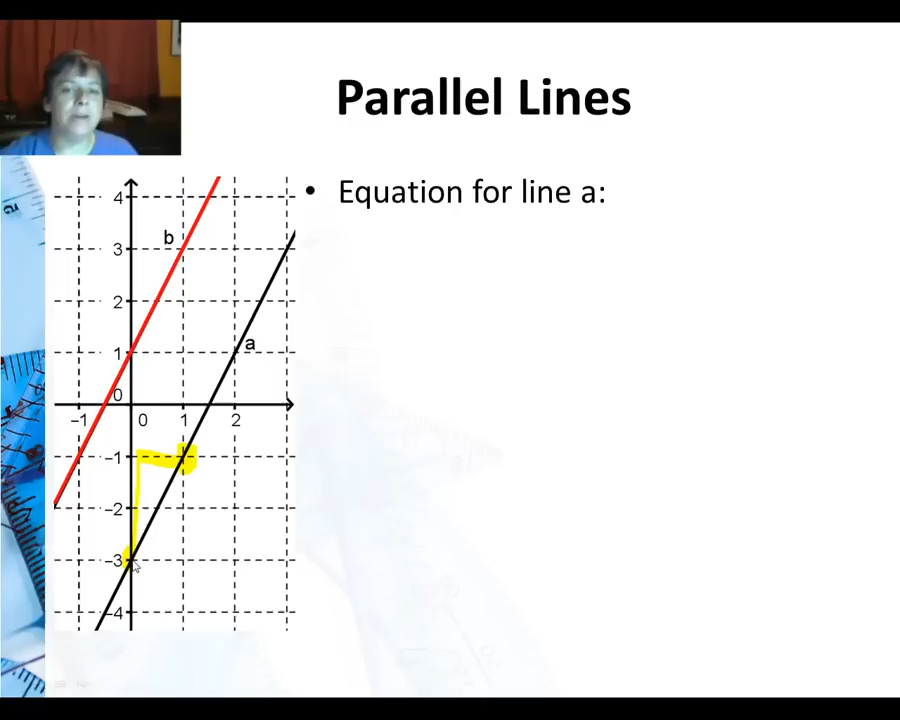 Parallel Lines
• Equation for line a:
4
b
3
2
a
1
0
−1 0 1 2
−1
−2
−3
−4